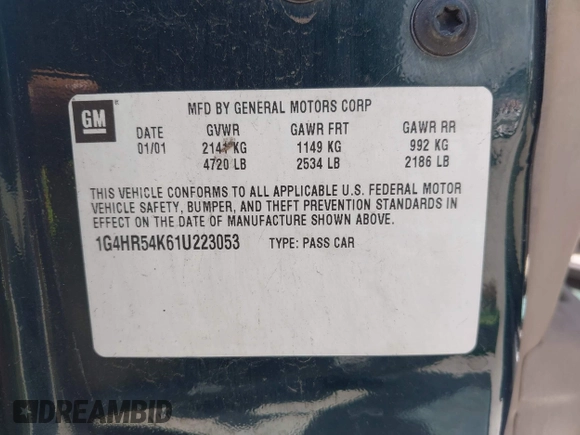 GM
MFD BY GENERAL MOTORS CORP
DATE GVWR GAWR FRT GAWR RR
01/01 2141 KG 1149 KG 992 KG
4720 LB 2534 LB 2186 LB
THIS VEHICLE CONFORMS TO ALL APPLICABLE U.S. FEDERAL MOTOR
VEHICLE SAFETY, BUMPER, AND THEFT PREVENTION STANDARDS IN
EFFECT ON THE DATE OF MANUFACTURE SHOWN ABOVE.
1G4HR54K61U223053 TYPE: PASS CAR
DREAMBID